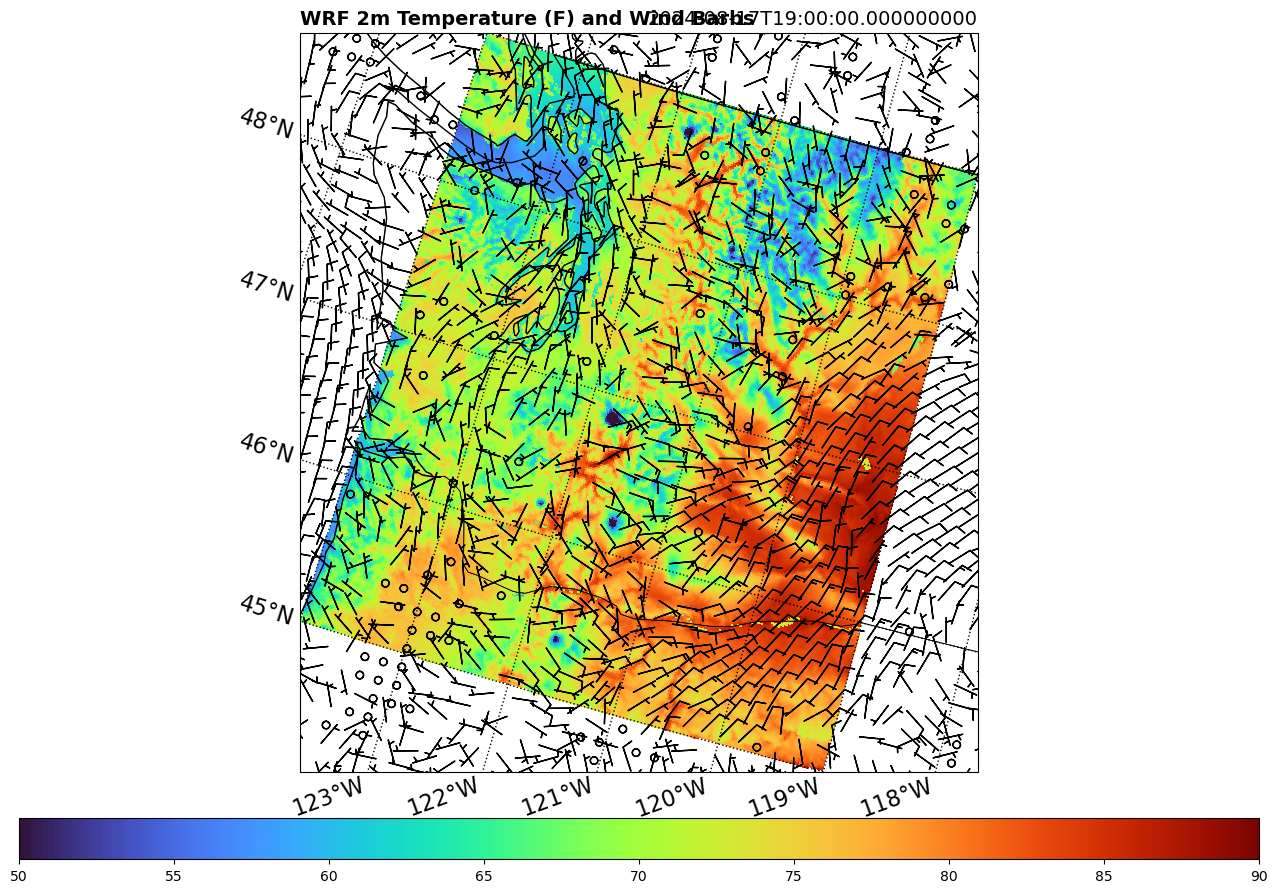 WRF 2m Temperature (F) and Wind Barbs
2024-08-17T19:00:00.000000000
48°N
47°N
46°N
45°N
123°W 122°W 121°W 120°W 119°W 118°W
50 55 60 65 70 75 80 85 90